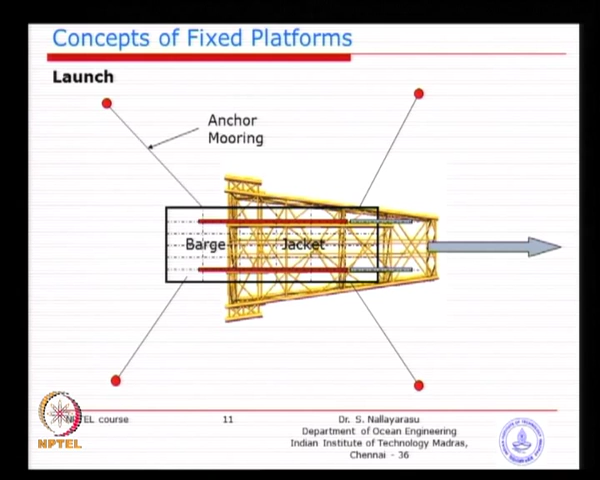 Concepts of Fixed Platforms
Launch
Anchor
Mooring
Barge
Jacket
NPTEL course
11
Dr. S. Nallayarasu
Department of Ocean Engineering
Indian Institute of Technology Madras,
Chennai - 36
NPTEL